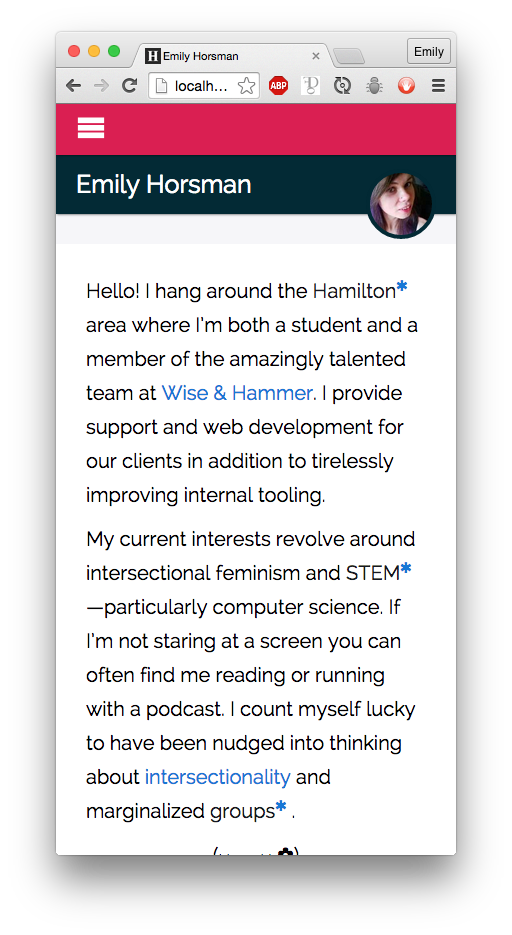 H Emily Horsman
Emily
localh...
ABP
Emily Horsman
Hello! I hang around the Hamilton*
area where I'm both a student and a
member of the amazingly talented
team at Wise & Hammer. I provide
support and web development for
our clients in addition to tirelessly
improving internal tooling.
My current interests revolve around
intersectional feminism and STEM*
—particularly computer science. If
I'm not staring at a screen you can
often find me reading or running
with a podcast. I count myself lucky
to have been nudged into thinking
about intersectionality and
marginalized groups* .